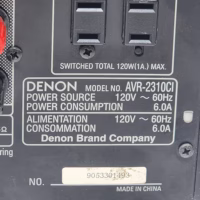 SWITCHED TOTAL 120W(1A.) MAX.
DENON MODEL NO. AVR-2310CI
POWER SOURCE 120V ~ 60Hz
POWER CONSUMPTION 6.0A
ALIMENTATION 120V ~ 60Hz
CONSOMMATION 6.0A
Denon Brand Company
Ω
ring
NO.
MADE IN CHINA